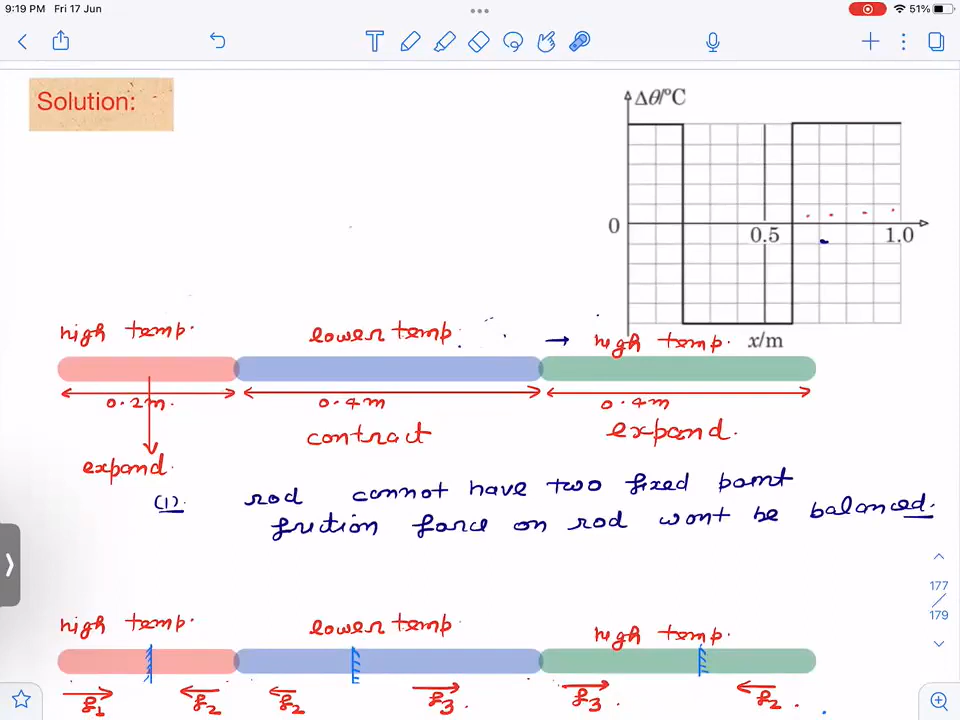 9:19 PM Fri 17 Jun
51%
Solution:
Δθ/°C
0
0.5
1.0
x/m
high temp.
lower temp.
high temp.
0.2m.
0.4m
0.4m
contract
expand.
expand.
(1). rod cannot have two fixed point
friction force on rod wont be balanced.
177
179
high temp.
lower temp.
high temp.
f1
f2
f2
f3.
f3.
f2.